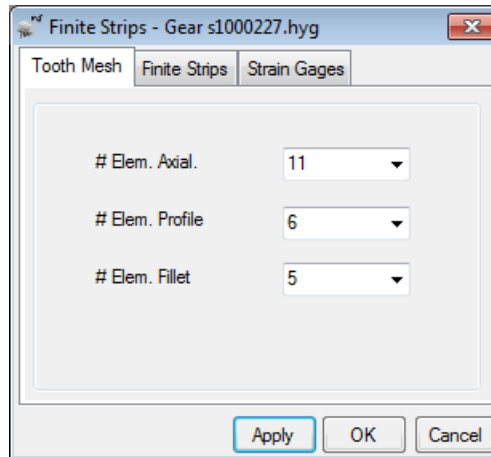 Finite Strips - Gear s1000227.hyg
Tooth Mesh Finite Strips Strain Gages
# Elem. Axial. 11
# Elem. Profile 6
# Elem. Fillet 5
Apply OK Cancel